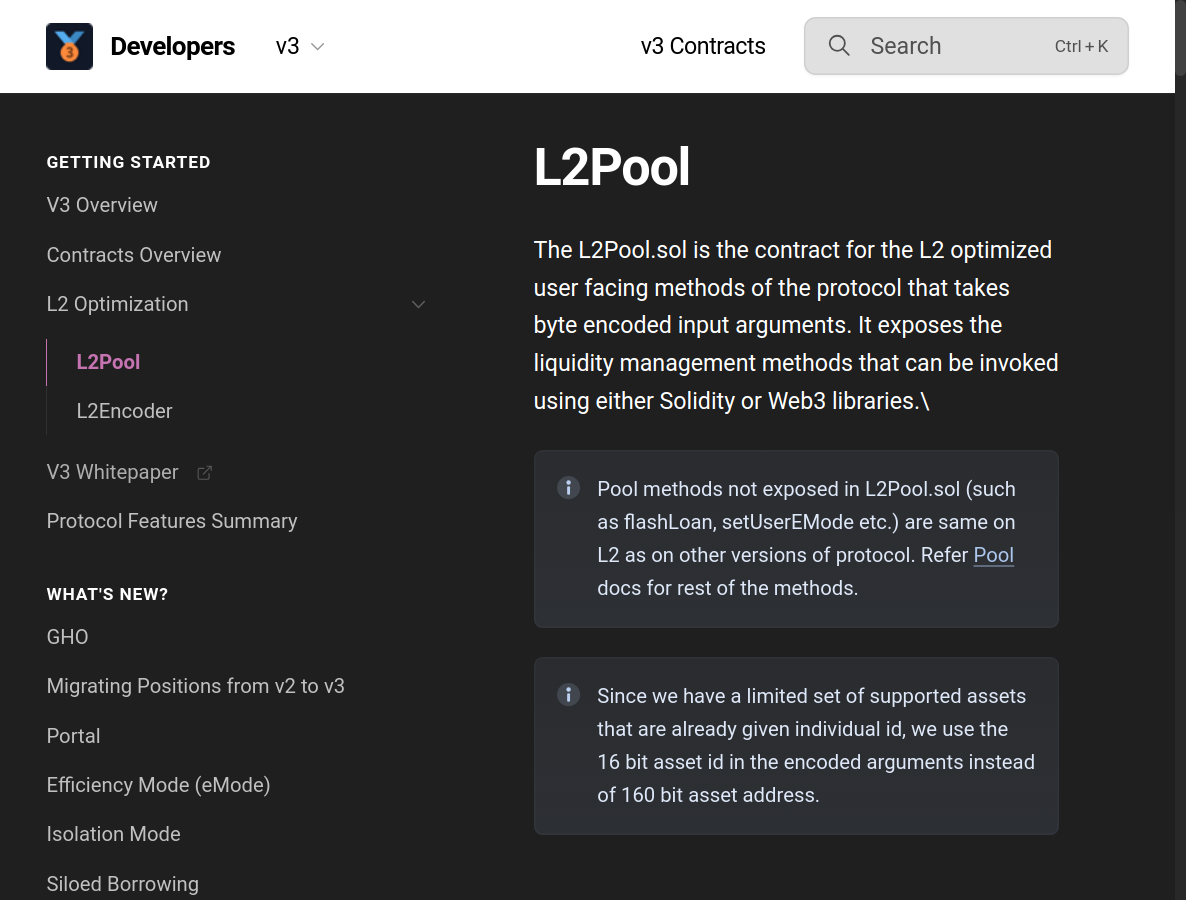 Developers
v3
v3 Contracts
Search
Ctrl + K
GETTING STARTED
V3 Overview
Contracts Overview
L2 Optimization
L2Pool
L2Encoder
V3 Whitepaper
Protocol Features Summary
WHAT'S NEW?
GHO
Migrating Positions from v2 to v3
Portal
Efficiency Mode (eMode)
Isolation Mode
Siloed Borrowing
L2Pool
The L2Pool.sol is the contract for the L2 optimized
user facing methods of the protocol that takes
byte encoded input arguments. It exposes the
liquidity management methods that can be invoked
using either Solidity or Web3 libraries.\
Pool methods not exposed in L2Pool.sol (such
as flashLoan, setUserEMode etc.) are same on
L2 as on other versions of protocol. Refer Pool
docs for rest of the methods.
Since we have a limited set of supported assets
that are already given individual id, we use the
16 bit asset id in the encoded arguments instead
of 160 bit asset address.